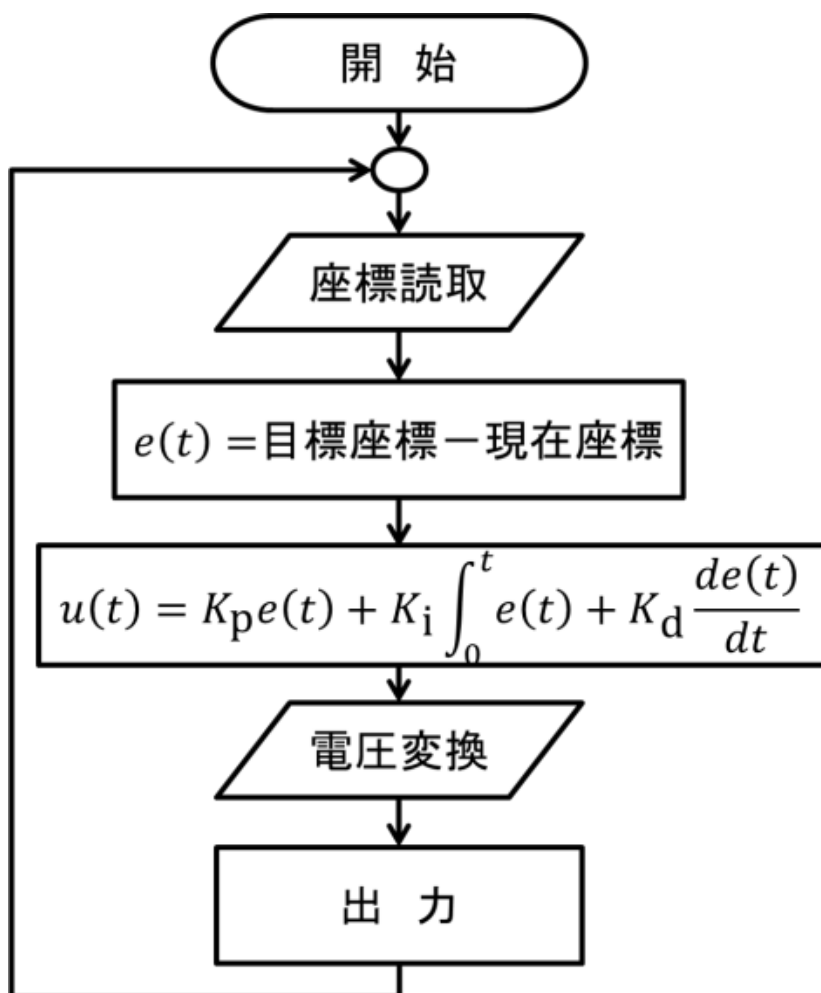 開 始
座標読取
e(t) =目標座標－現在座標
u(t) = K_p e(t) + K_i ∫_0^t e(t) + K_d de(t)/dt
電圧変換
出 力